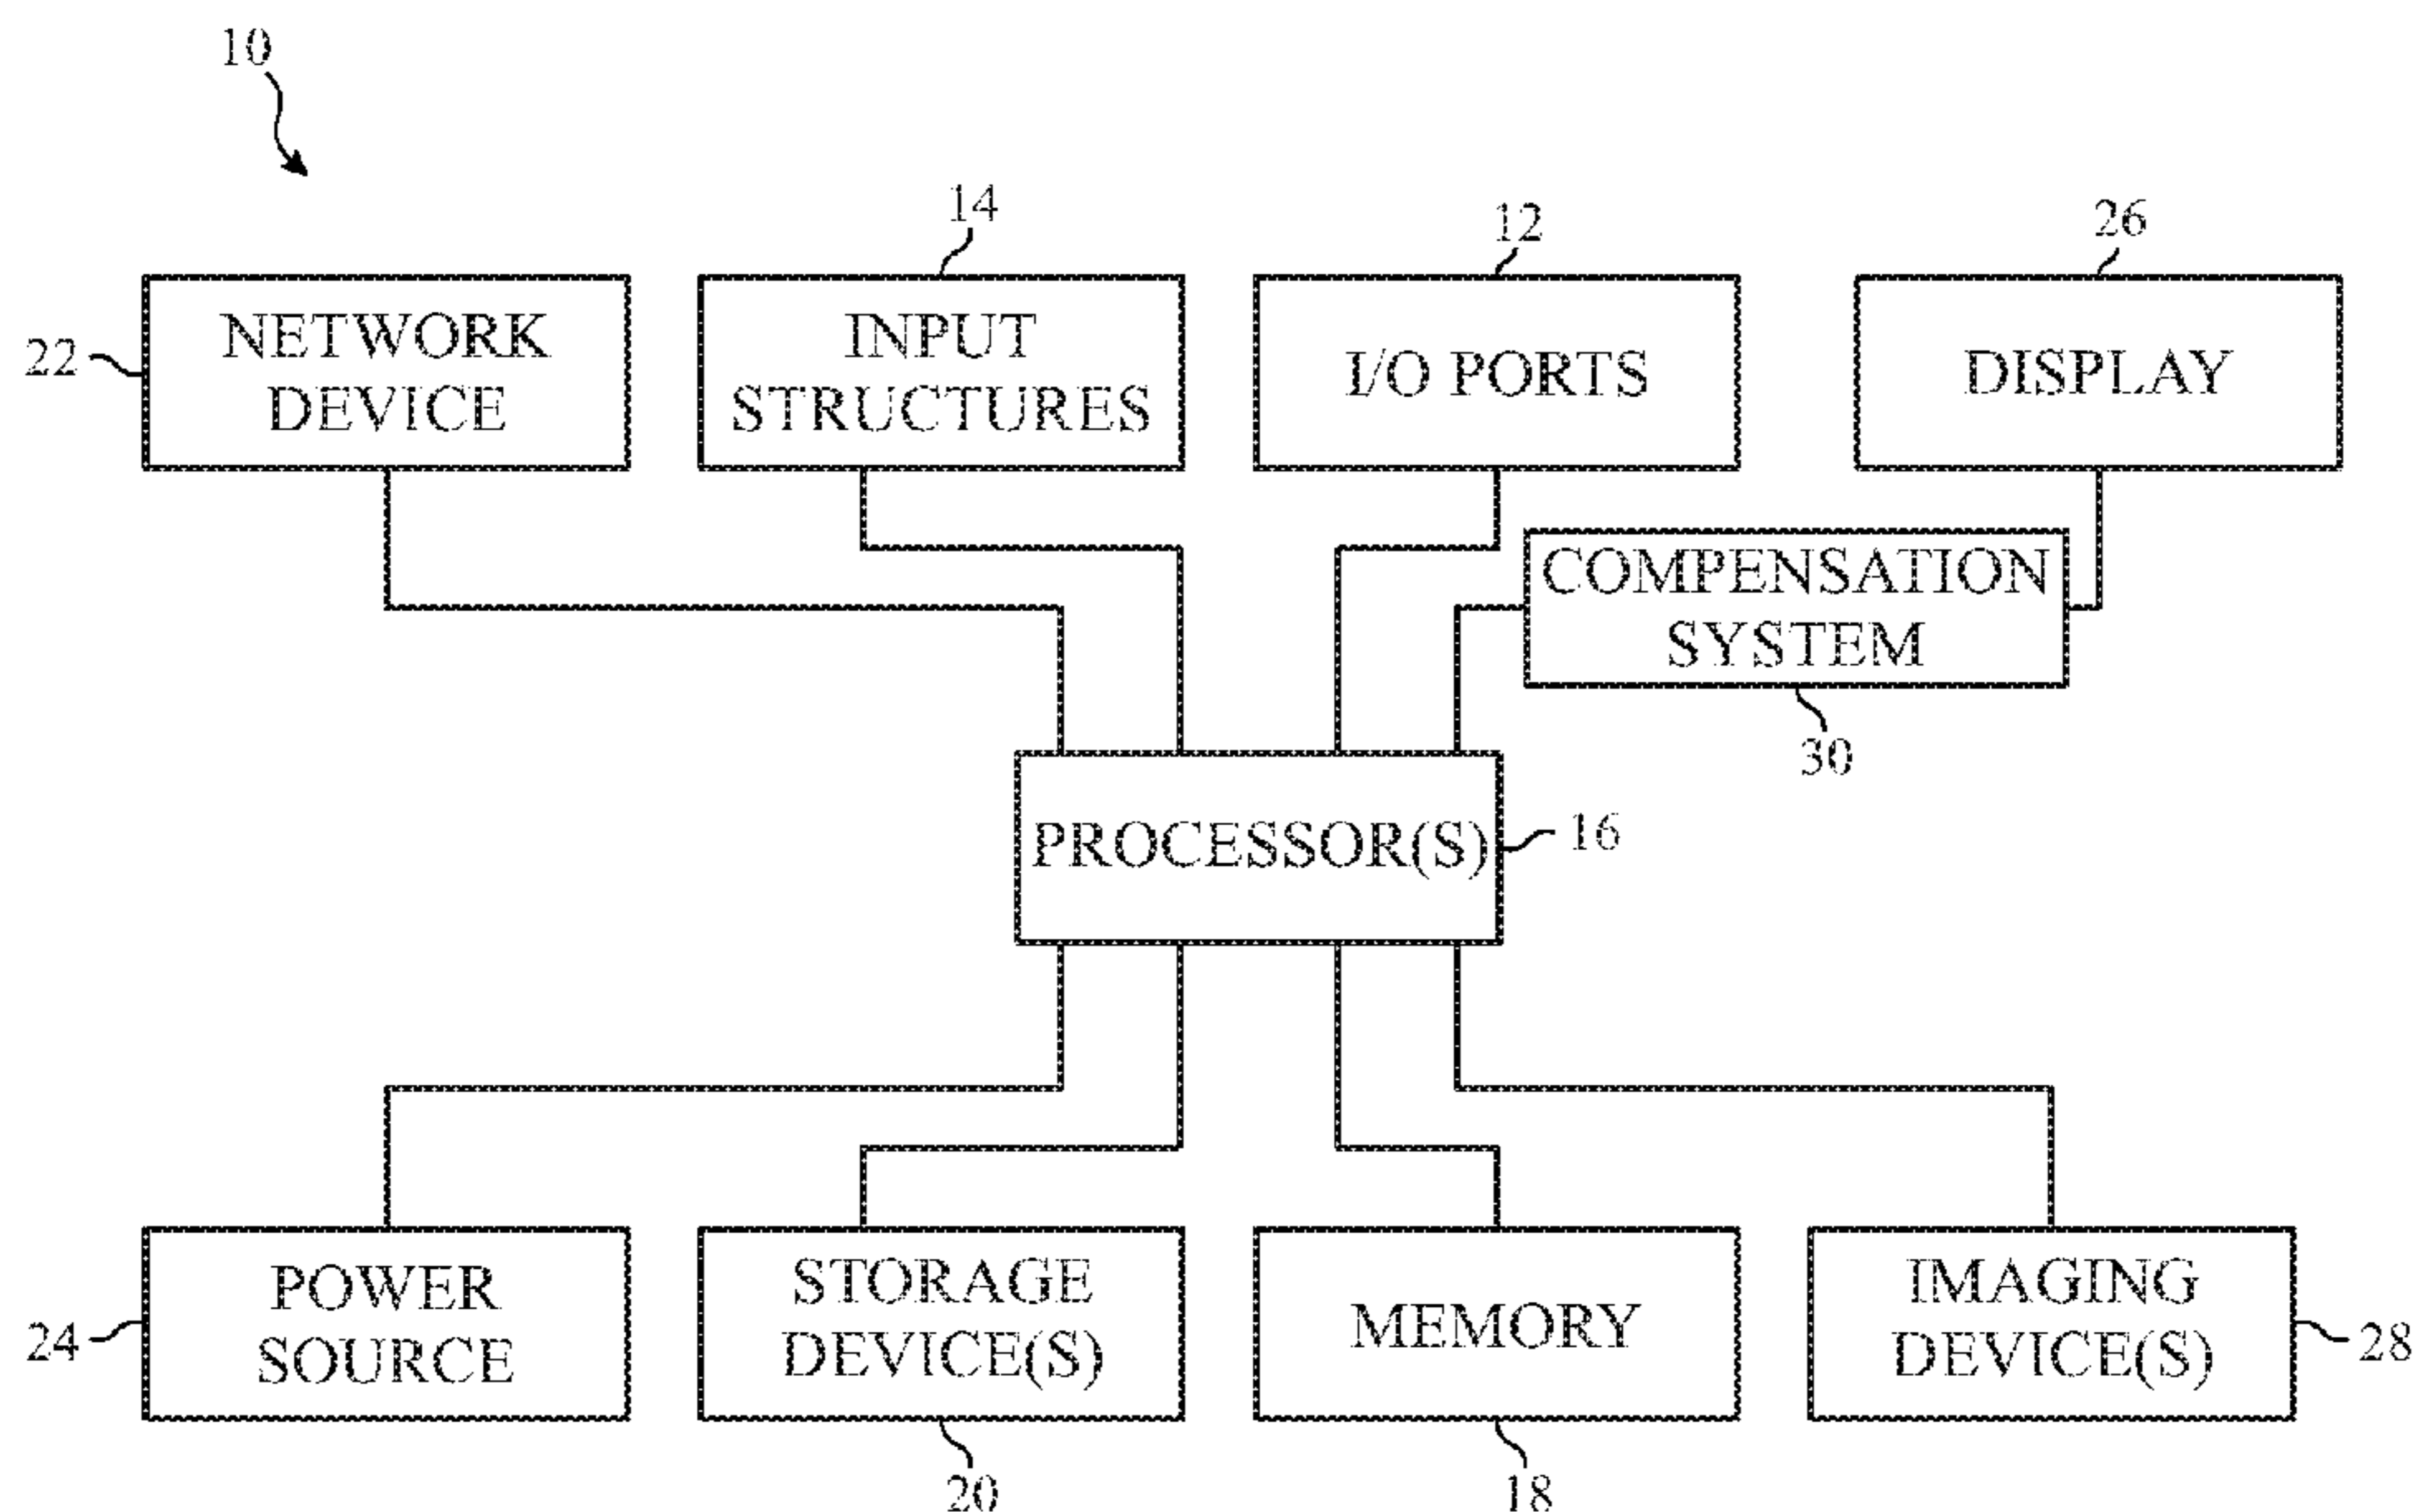 10
14
12
26
NETWORK
DEVICE
22
INPUT
STRUCTURES
I/O PORTS
DISPLAY
COMPENSATION
SYSTEM
30
PROCESSOR(S)
16
POWER
SOURCE
24
STORAGE
DEVICE(S)
MEMORY
IMAGING
DEVICE(S)
28
20
18